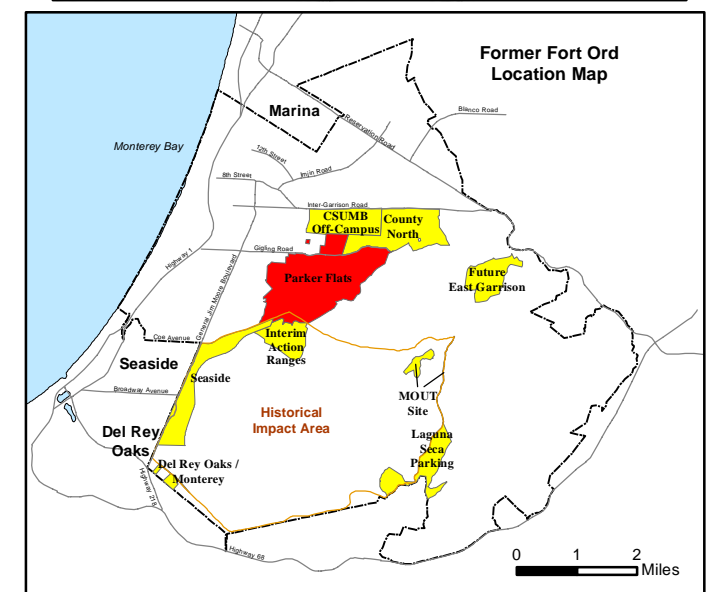 Former Fort Ord
Location Map
Marina
Blanco Road
Reservation Road
Monterey Bay
12th Street
Imjin Road
8th Street
Inter-Garrison Road
CSUMB
Off-Campus
County
North
Gigling Road
Highway 1
General Jim Moore Boulevard
Parker Flats
Future
East Garrison
Coe Avenue
Interim
Action
Ranges
Seaside
Seaside
Broadway Avenue
MOUT
Site
Historical
Impact Area
Del Rey
Oaks
Laguna
Seca
Parking
Del Rey Oaks /
Monterey
Highway 218
Highway 68
0 1 2
Miles